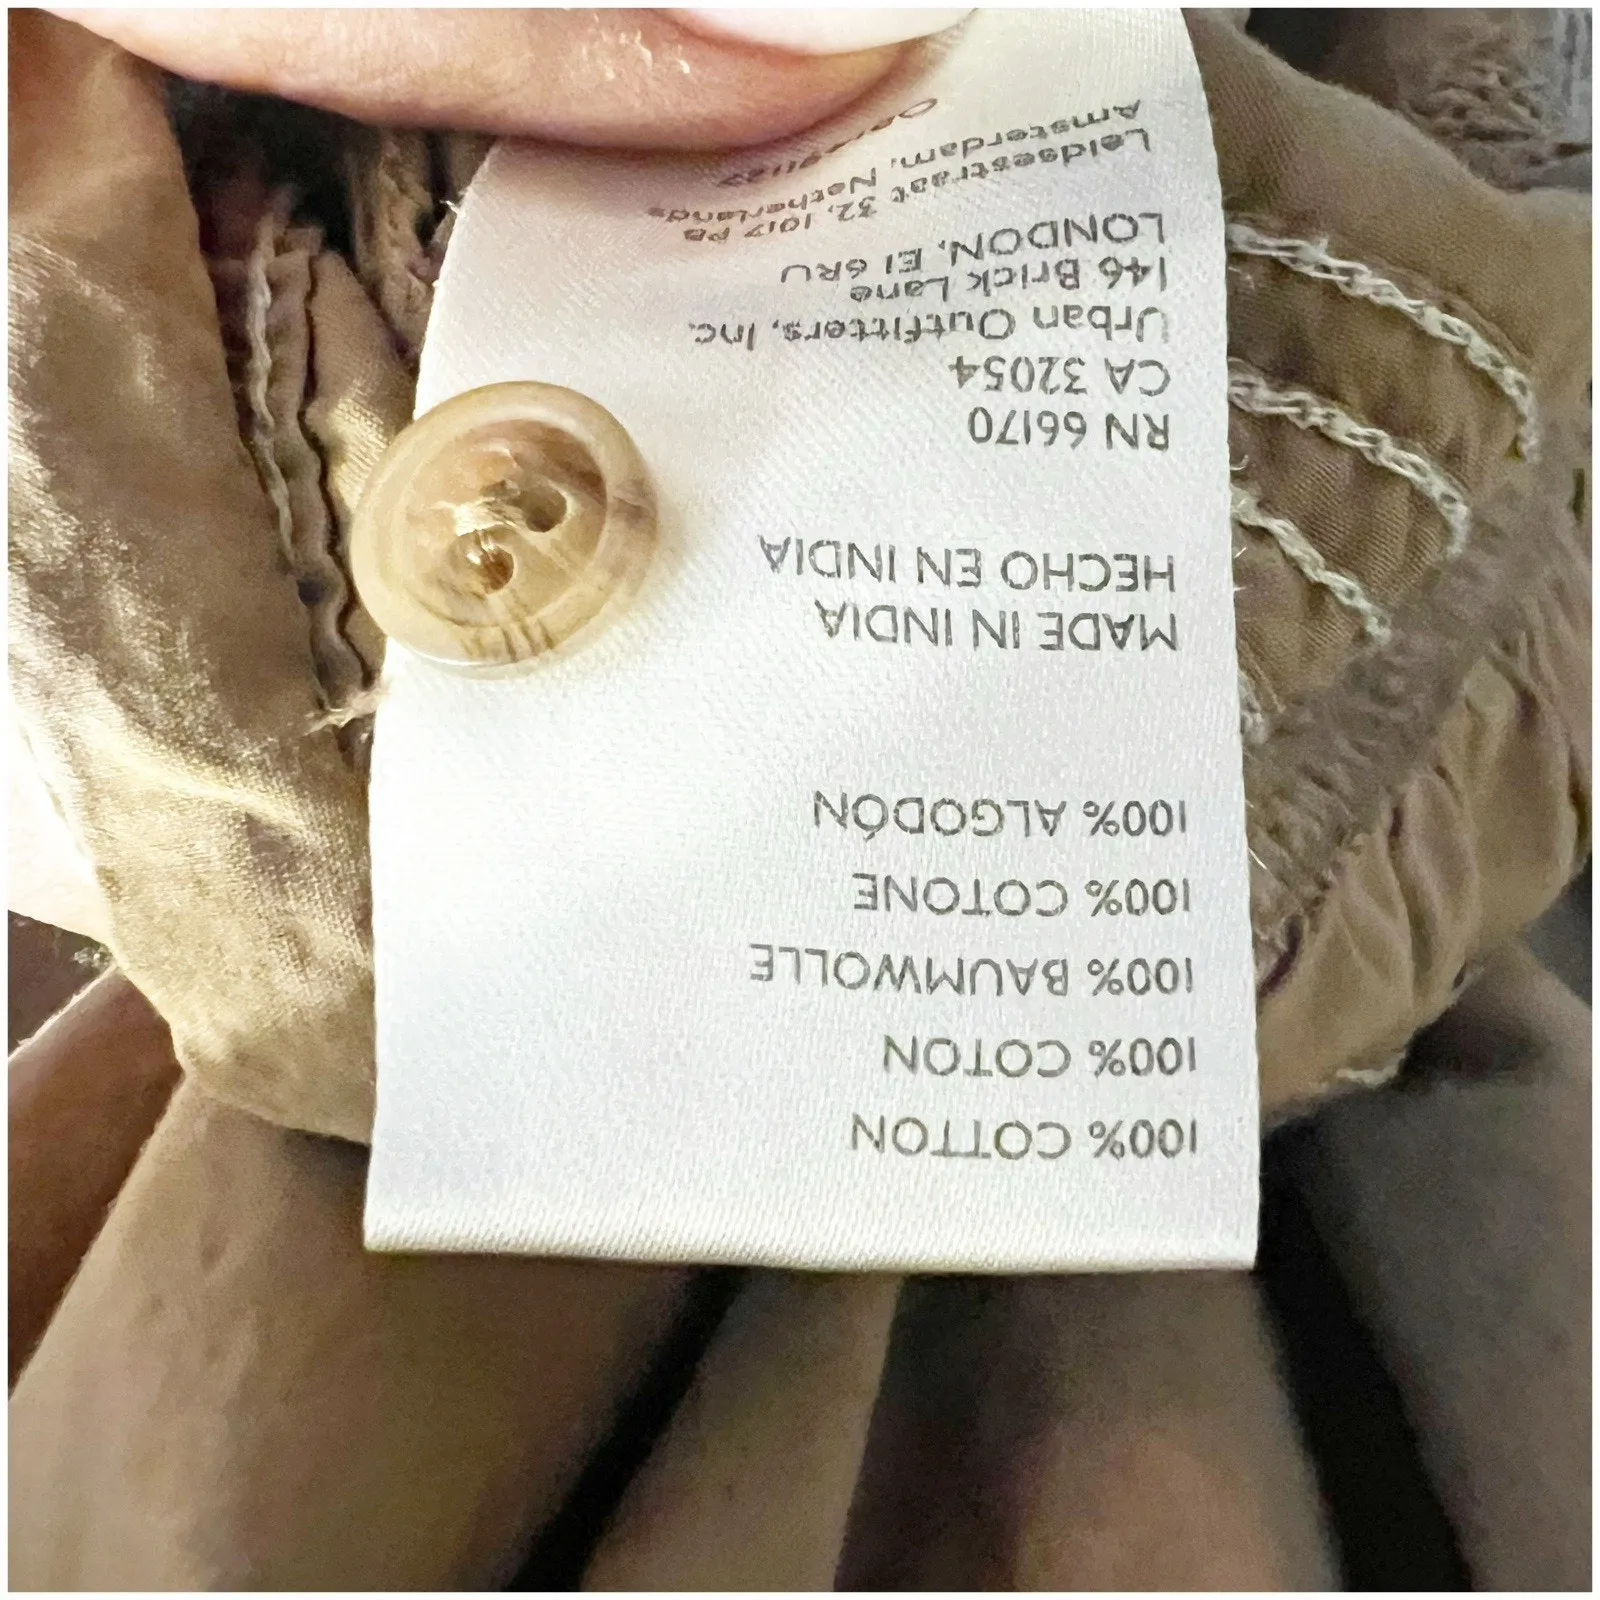 100% COTTON
100% COTON
100% BAUMWOLLE
100% COTONE
100% ALGODÓN
MADE IN INDIA
HECHO EN INDIA
RN 66170
CA 32054
Urban Outfitters, Inc.
146 Brick Lane
LONDON, E1 6RU
Leidsestraat 32, 1017 PB
Amsterdam, Netherlands